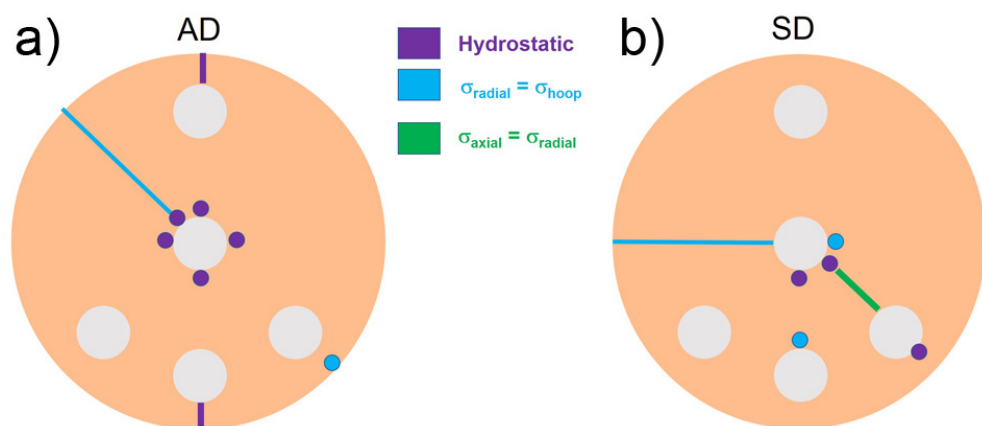 a)
AD
Hydrostatic
σradial = σhoop
σaxial = σradial
b)
SD